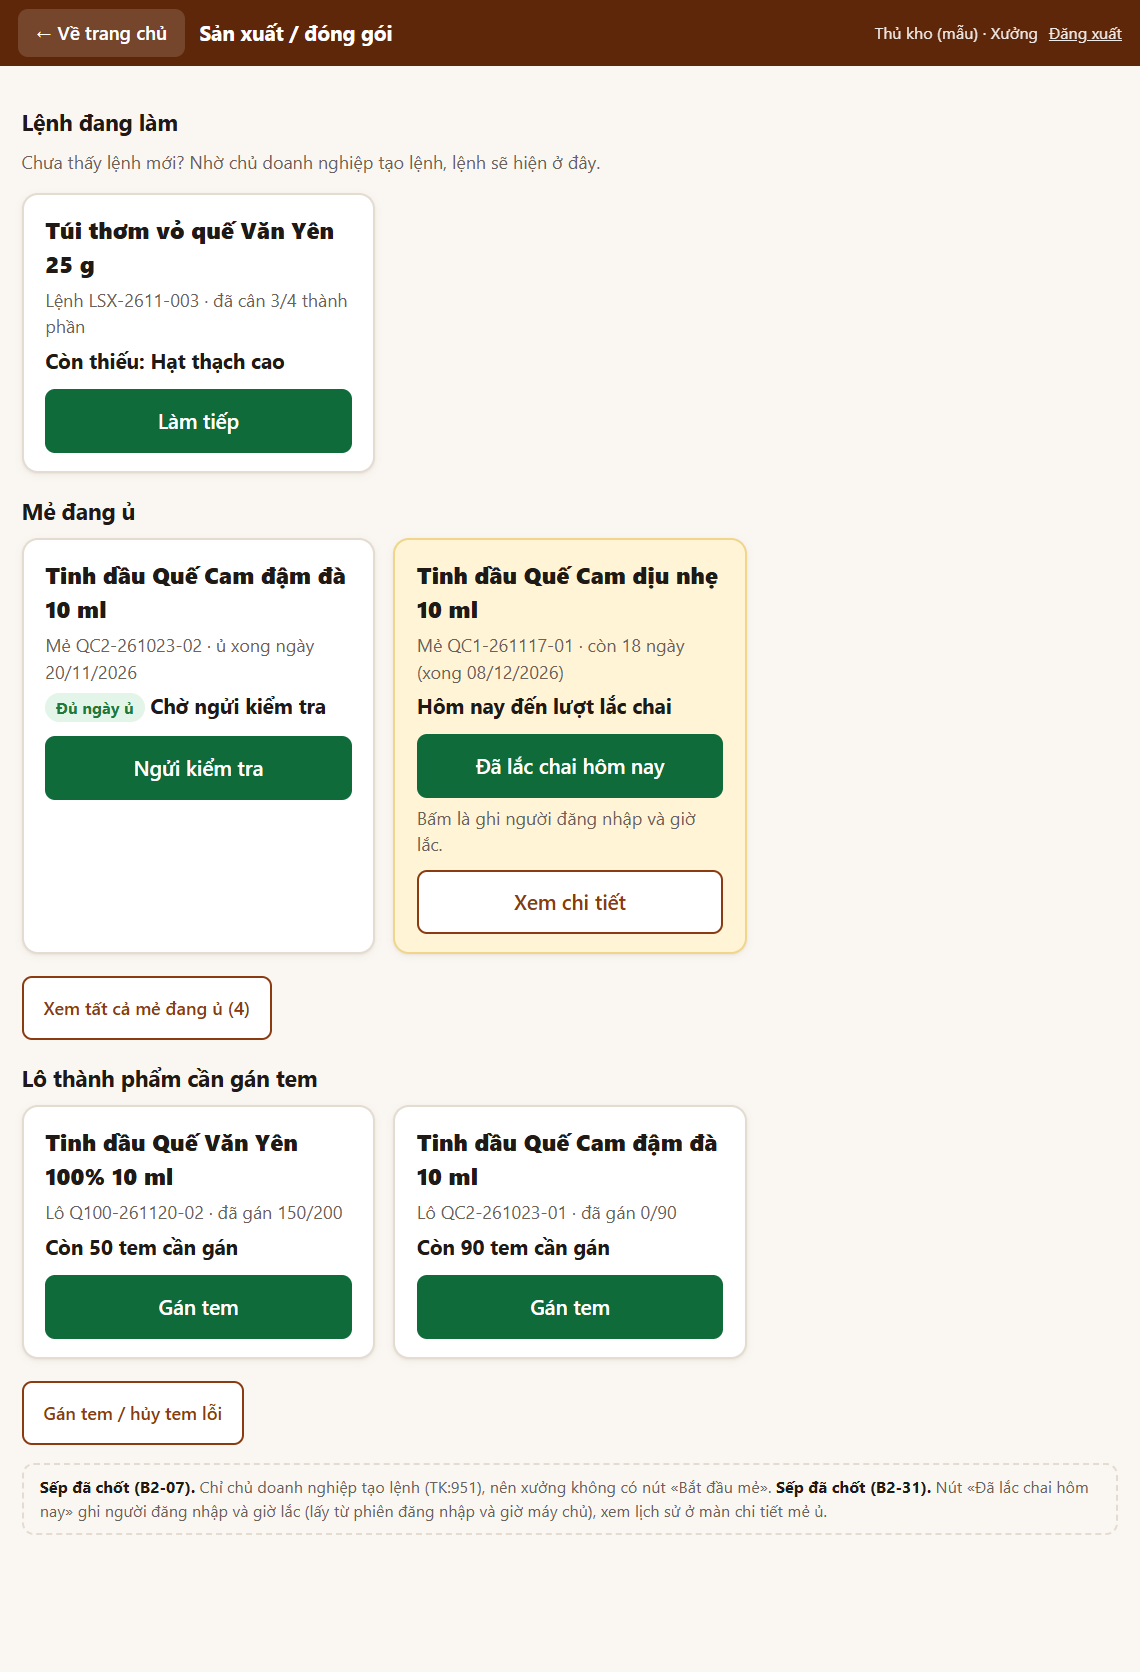 ← Về trang chủ
Sản xuất / đóng gói
Thủ kho (mẫu) · Xưởng Đăng xuất
Lệnh đang làm
Chưa thấy lệnh mới? Nhờ chủ doanh nghiệp tạo lệnh, lệnh sẽ hiện ở đây.
Túi thơm vỏ quế Văn Yên
25 g
Lệnh LSX-2611-003 · đã cân 3/4 thành
phần
Còn thiếu: Hạt thạch cao
Làm tiếp
Mẻ đang ủ
Tinh dầu Quế Cam đậm đà
10 ml
Mẻ QC2-261023-02 · ủ xong ngày
20/11/2026
Đủ ngày ủ Chờ ngửi kiểm tra
Ngửi kiểm tra
Tinh dầu Quế Cam dịu nhẹ
10 ml
Mẻ QC1-261117-01 · còn 18 ngày
(xong 08/12/2026)
Hôm nay đến lượt lắc chai
Đã lắc chai hôm nay
Bấm là ghi người đăng nhập và giờ
lắc.
Xem chi tiết
Xem tất cả mẻ đang ủ (4)
Lô thành phẩm cần gán tem
Tinh dầu Quế Văn Yên
100% 10 ml
Lô Q100-261120-02 · đã gán 150/200
Còn 50 tem cần gán
Gán tem
Tinh dầu Quế Cam đậm đà
10 ml
Lô QC2-261023-01 · đã gán 0/90
Còn 90 tem cần gán
Gán tem
Gán tem / hủy tem lỗi
Sếp đã chốt (B2-07). Chỉ chủ doanh nghiệp tạo lệnh (TK:951), nên xưởng không có nút «Bắt đầu mẻ». Sếp đã chốt (B2-31). Nút «Đã lắc chai hôm
nay» ghi người đăng nhập và giờ lắc (lấy từ phiên đăng nhập và giờ máy chủ), xem lịch sử ở màn chi tiết mẻ ủ.